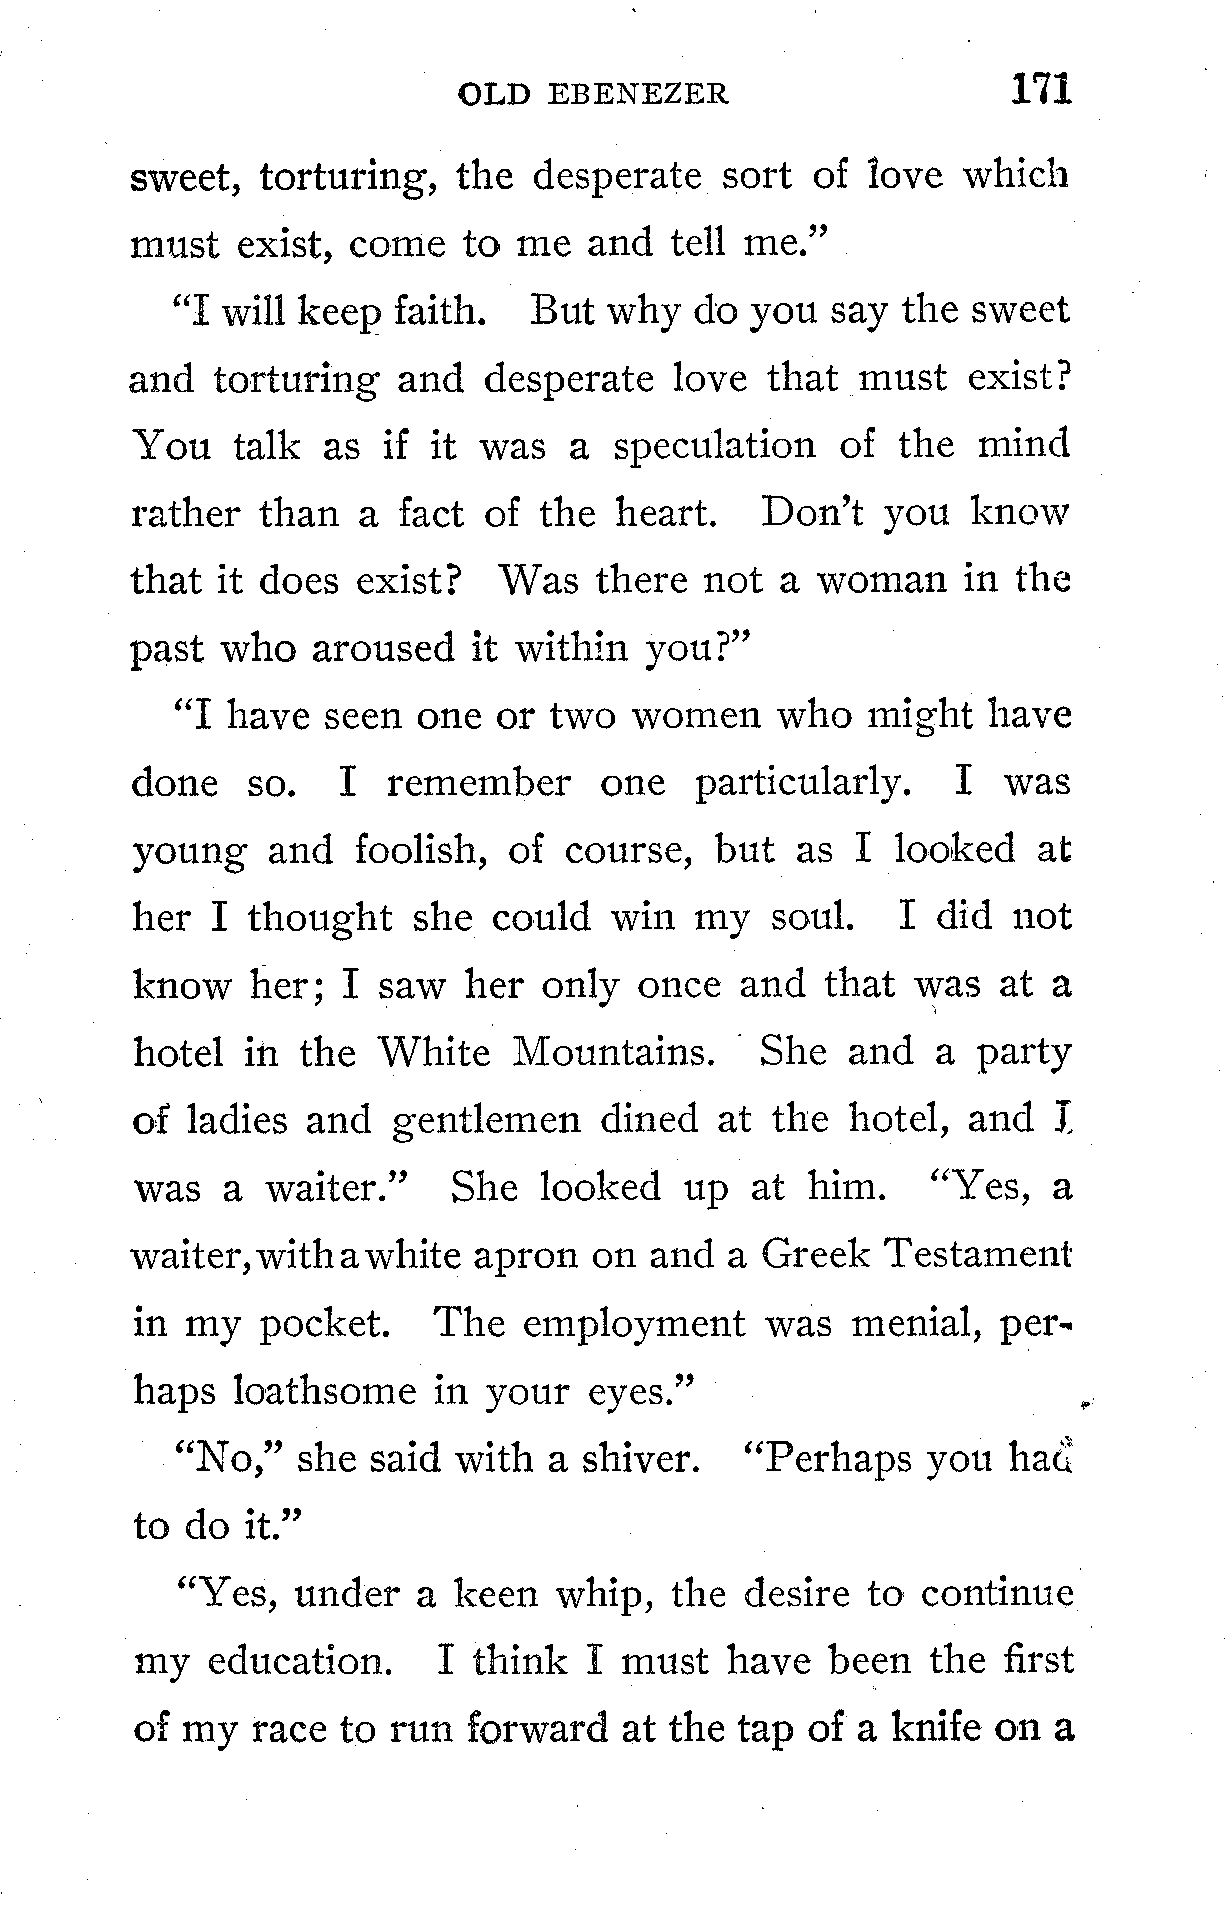 OLD EBENEZER 171
sweet, torturing, the desperate sort of love which
must exist, come to me and tell me."
"I will keep faith. But why do you say the sweet
and torturing and desperate love that must exist?
You talk as if it was a speculation of the mind
rather than a fact of the heart. Don't you know
that it does exist? Was there not a woman in the
past who aroused it within you?"
"I have seen one or two women who might have
done so. I remember one particularly. I was
young and foolish, of course, but as I looked at
her I thought she could win my soul. I did not
know her; I saw her only once and that was at a
hotel in the White Mountains. She and a party
of ladies and gentlemen dined at the hotel, and I
was a waiter." She looked up at him. "Yes, a
waiter, with a white apron on and a Greek Testament
in my pocket. The employment was menial, per-
haps loathsome in your eyes."
"No," she said with a shiver. "Perhaps you had
to do it."
"Yes, under a keen whip, the desire to continue
my education. I think I must have been the first
of my race to run forward at the tap of a knife on a